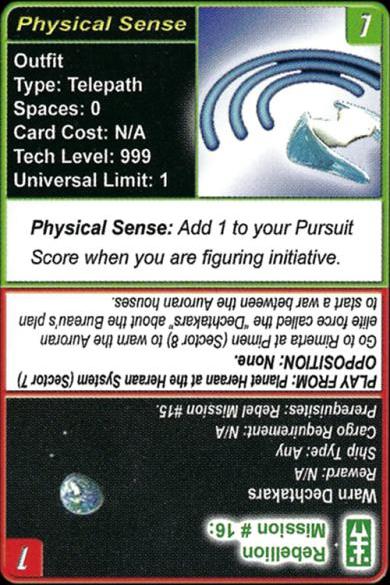 Physical Sense
1
Outfit
Type: Telepath
Spaces: 0
Card Cost: N/A
Tech Level: 999
Universal Limit: 1
Physical Sense: Add 1 to your Pursuit
Score when you are figuring initiative.
1
Rebellion
Mission # 16:
Warn Dechtakars
Reward: N/A
Ship Type: Any
Cargo Requirement: N/A
Prerequisites: Rebel Mission #15.
PLAY FROM: Planet Heraan at the Heraan System (Sector 7)
OPPOSITION: None.
Go to Rimerta at Pimen (Sector 8) to warn the Auroran
elite force called the "Dechtakars" about the Bureau's plan
to start a war between the Auroran houses.